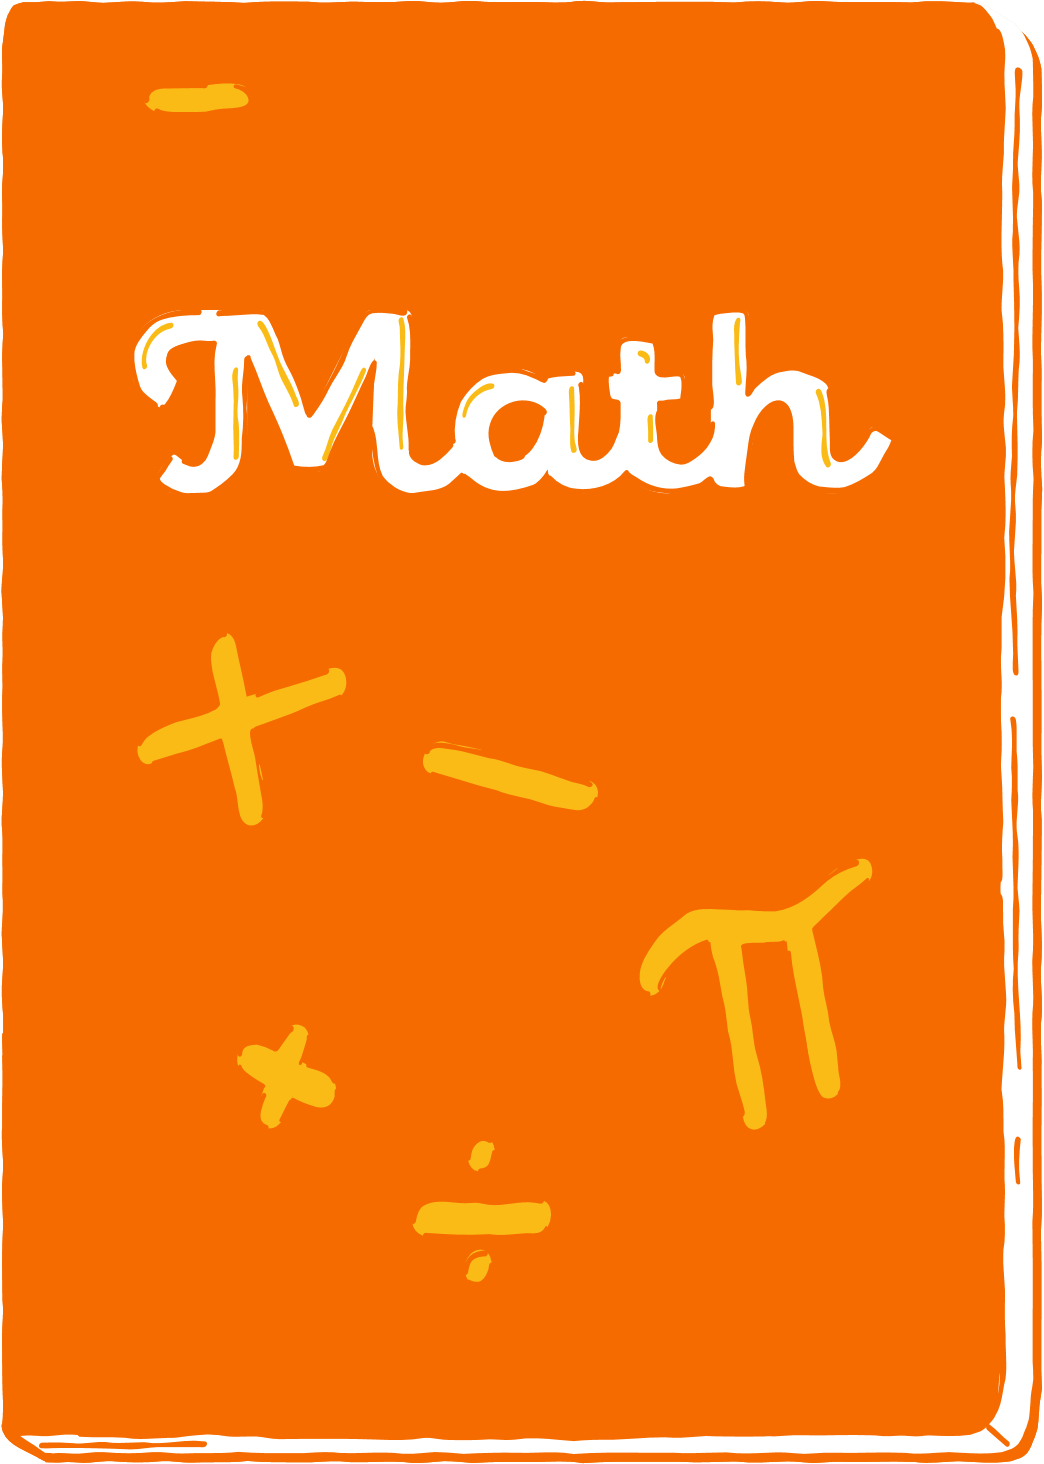 -
Math
+
-
π
×
÷